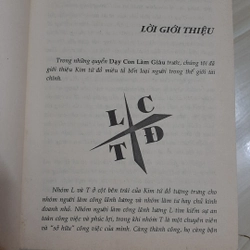 LỜI GIỚI THIỆU
Trong những quyển Dạy Con Làm Giàu trước, chúng tôi đã
giới thiệu Kim tứ đồ miêu tả bốn loại người trong thế giới tài
chính.
L C
T Đ
Nhóm L và T ở cột bên trái của Kim tứ đồ tượng trưng cho
nhóm người làm công lãnh lương và nhóm làm tư hay chủ kinh
doanh nhỏ. Nhóm người làm công lãnh lương L tìm kiếm sự an
toàn công việc và phúc lợi, trong khi nhóm T là một chuyên viên
và "sở hữu" công việc của mình. Càng thành công, họ càng bận